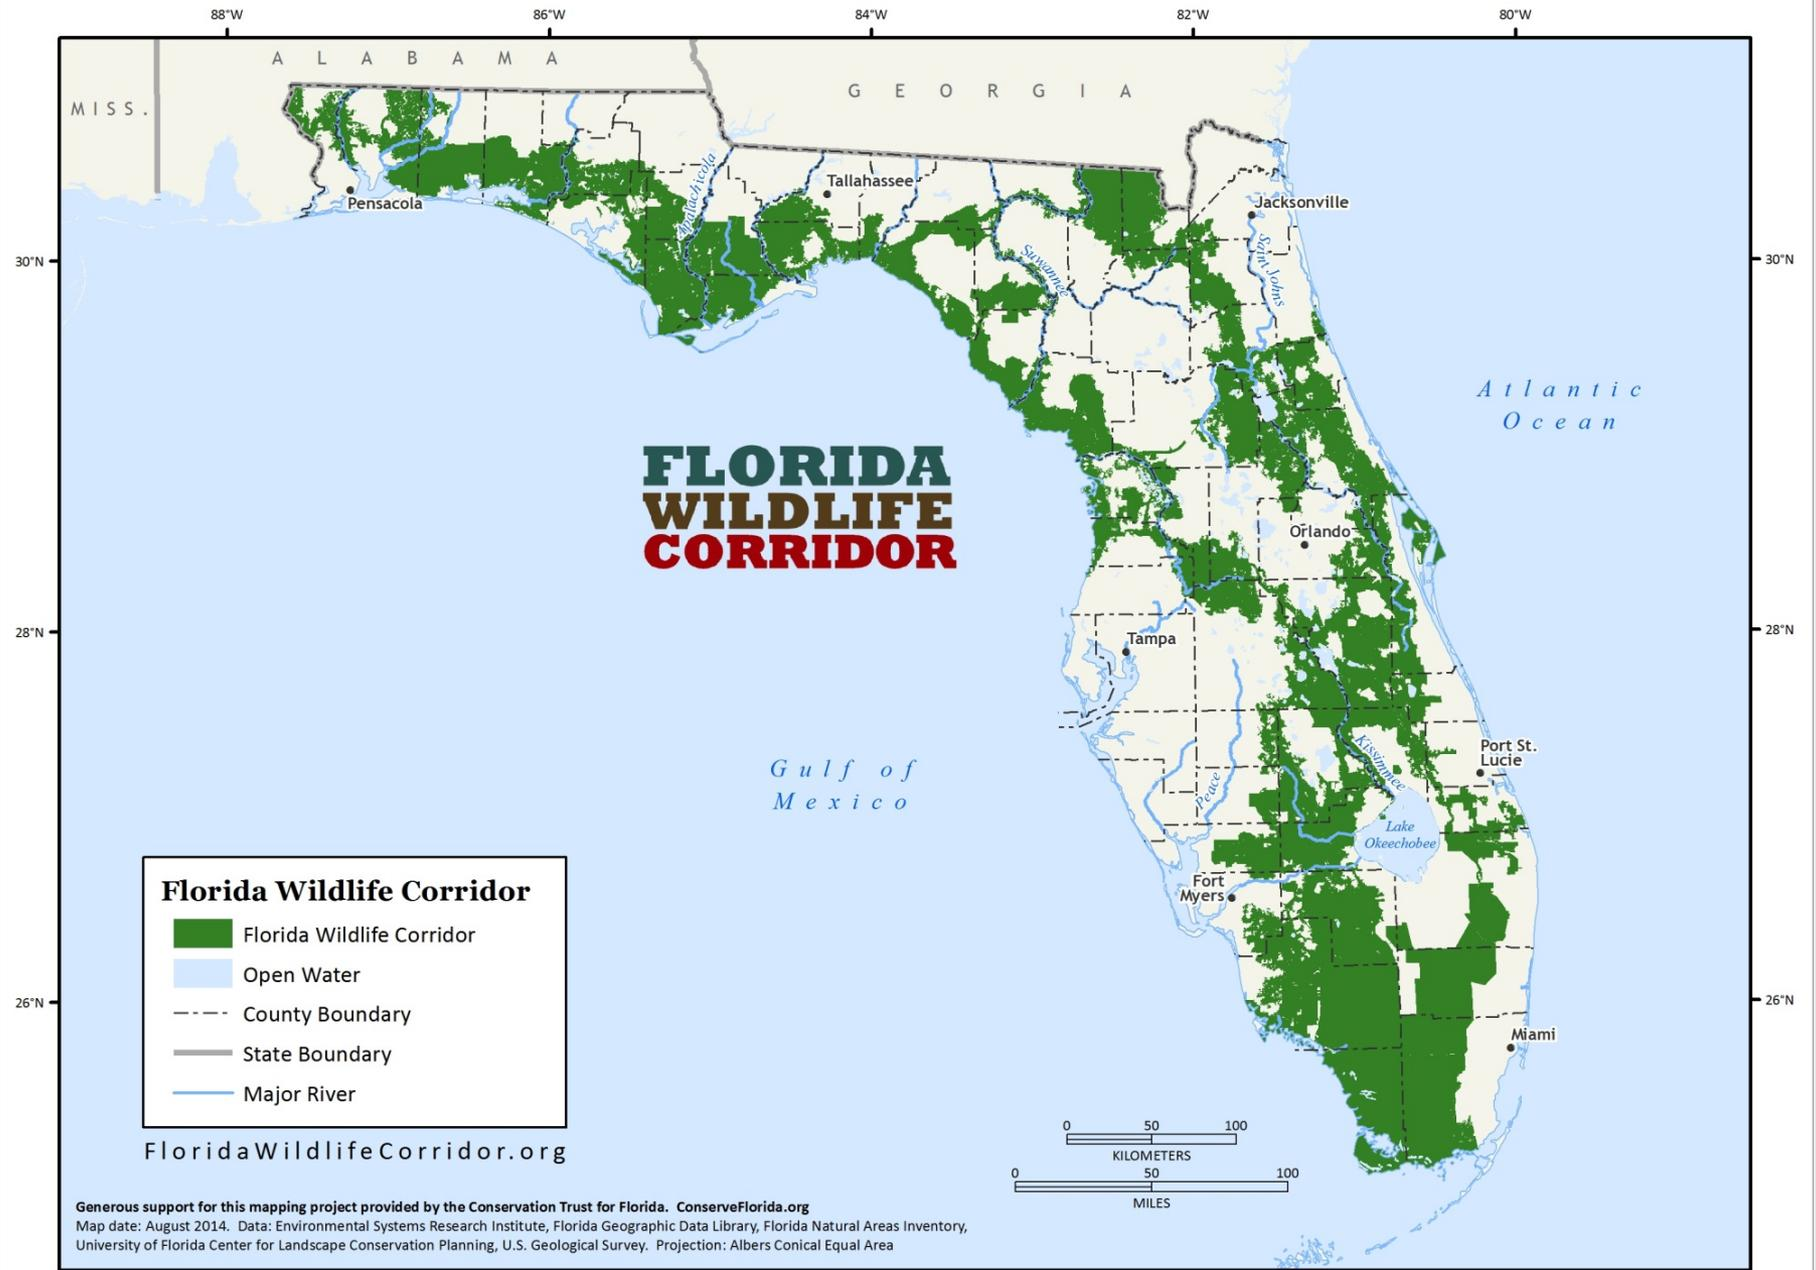 88°W 86°W 84°W 82°W 80°W
ALABAMA
MISS.
GEORGIA
Tallahassee
Apalachicola
Pensacola
Jacksonville
Saint Johns
Suwannee
30°N
30°N
Atlantic
Ocean
FLORIDA
WILDLIFE
CORRIDOR
Orlando
28°N
28°N
Tampa
Gulf of
Mexico
Peace
Kissimmee
Port St.
Lucie
Lake
Okeechobee
Fort
Myers
26°N
26°N
Miami
Florida Wildlife Corridor
Florida Wildlife Corridor
Open Water
County Boundary
State Boundary
Major River
FloridaWildlifeCorridor.org
0 50 100
KILOMETERS
0 50 100
MILES
Generous support for this mapping project provided by the Conservation Trust for Florida. ConserveFlorida.org
Map date: August 2014. Data: Environmental Systems Research Institute, Florida Geographic Data Library, Florida Natural Areas Inventory,
University of Florida Center for Landscape Conservation Planning, U.S. Geological Survey. Projection: Albers Conical Equal Area